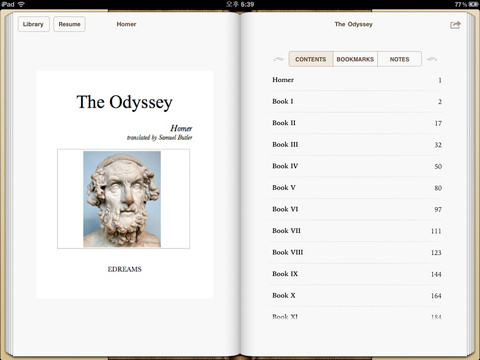 iPad 오후 6:39 77%
Library Resume Homer
The Odyssey
The Odyssey
Homer
translated by Samuel Butler
EDREAMS
CONTENTS BOOKMARKS NOTES
Homer 1
Book I 2
Book II 17
Book III 32
Book IV 50
Book V 80
Book VI 97
Book VII 111
Book VIII 123
Book IX 144
Book X 164
Book XI 184